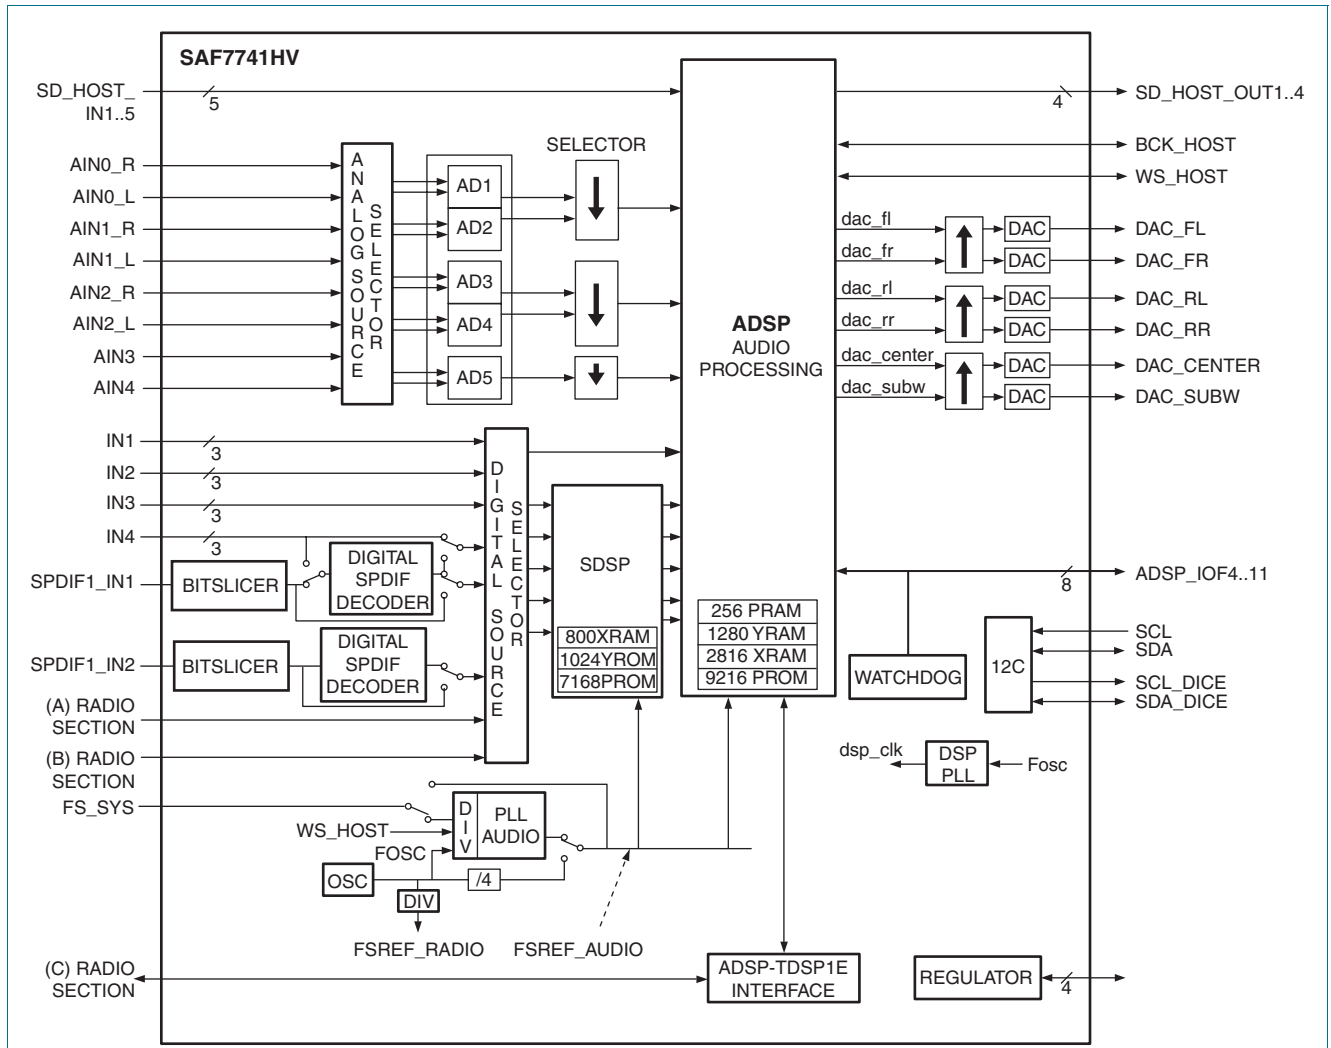 SAF7741HV
SD_HOST_
IN1..5
5
AIN0_R
AIN0_L
AIN1_R
AIN1_L
AIN2_R
AIN2_L
AIN3
AIN4
ANALOG SOURCE
SELECTOR
AD1
AD2
AD3
AD4
AD5
SELECTOR
ADSP
AUDIO
PROCESSING
256 PRAM
1280 YRAM
2816 XRAM
9216 PROM
4
SD_HOST_OUT1..4
BCK_HOST
WS_HOST
dac_fl
DAC
DAC_FL
dac_fr
DAC
DAC_FR
dac_rl
DAC
DAC_RL
dac_rr
DAC
DAC_RR
dac_center
DAC
DAC_CENTER
dac_subw
DAC
DAC_SUBW
IN1
3
IN2
3
IN3
3
IN4
3
SPDIF1_IN1
BITSLICER
DIGITAL
SPDIF
DECODER
SPDIF1_IN2
BITSLICER
DIGITAL
SPDIF
DECODER
(A) RADIO
SECTION
(B) RADIO
SECTION
DIGITAL SOURCE
SELECTOR
SDSP
800XRAM
1024YROM
7168PROM
8
ADSP_IOF4..11
WATCHDOG
12C
SCL
SDA
SCL_DICE
SDA_DICE
dsp_clk
DSP
PLL
Fosc
FS_SYS
WS_HOST
FOSC
DIV
PLL
AUDIO
OSC
/4
DIV
FSREF_RADIO
FSREF_AUDIO
(C) RADIO
SECTION
ADSP-TDSP1E
INTERFACE
REGULATOR
4